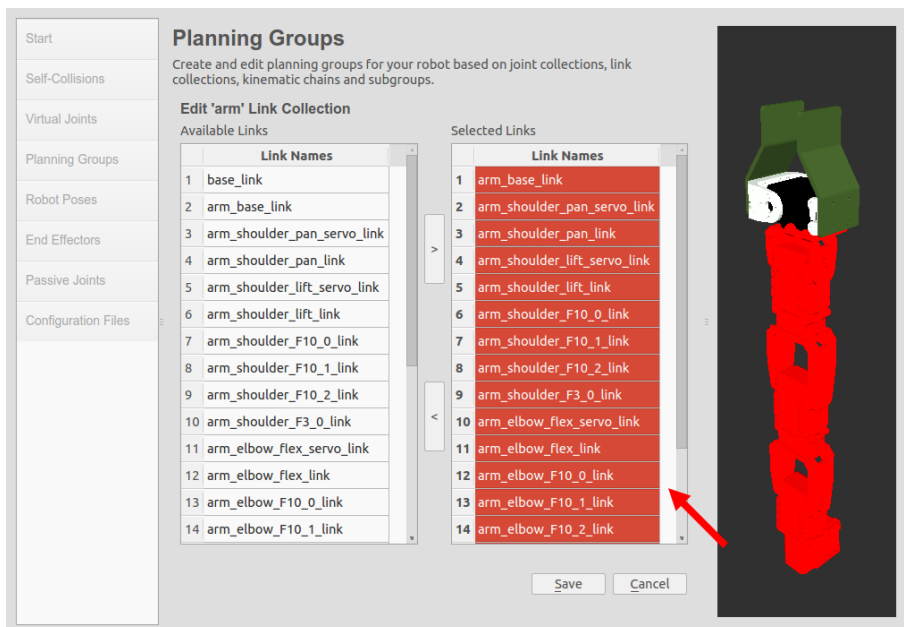 Start
Self-Collisions
Virtual Joints
Planning Groups
Robot Poses
End Effectors
Passive Joints
Configuration Files
Planning Groups
Create and edit planning groups for your robot based on joint collections, link
collections, kinematic chains and subgroups.
Edit 'arm' Link Collection
Available Links
Link Names
1 base_link
2 arm_base_link
3 arm_shoulder_pan_servo_link
4 arm_shoulder_pan_link
5 arm_shoulder_lift_servo_link
6 arm_shoulder_lift_link
7 arm_shoulder_F10_0_link
8 arm_shoulder_F10_1_link
9 arm_shoulder_F10_2_link
10 arm_shoulder_F3_0_link
11 arm_elbow_flex_servo_link
12 arm_elbow_flex_link
13 arm_elbow_F10_0_link
14 arm_elbow_F10_1_link
>
<
Selected Links
Link Names
1 arm_base_link
2 arm_shoulder_pan_servo_link
3 arm_shoulder_pan_link
4 arm_shoulder_lift_servo_link
5 arm_shoulder_lift_link
6 arm_shoulder_F10_0_link
7 arm_shoulder_F10_1_link
8 arm_shoulder_F10_2_link
9 arm_shoulder_F3_0_link
10 arm_elbow_flex_servo_link
11 arm_elbow_flex_link
12 arm_elbow_F10_0_link
13 arm_elbow_F10_1_link
14 arm_elbow_F10_2_link
Save Cancel